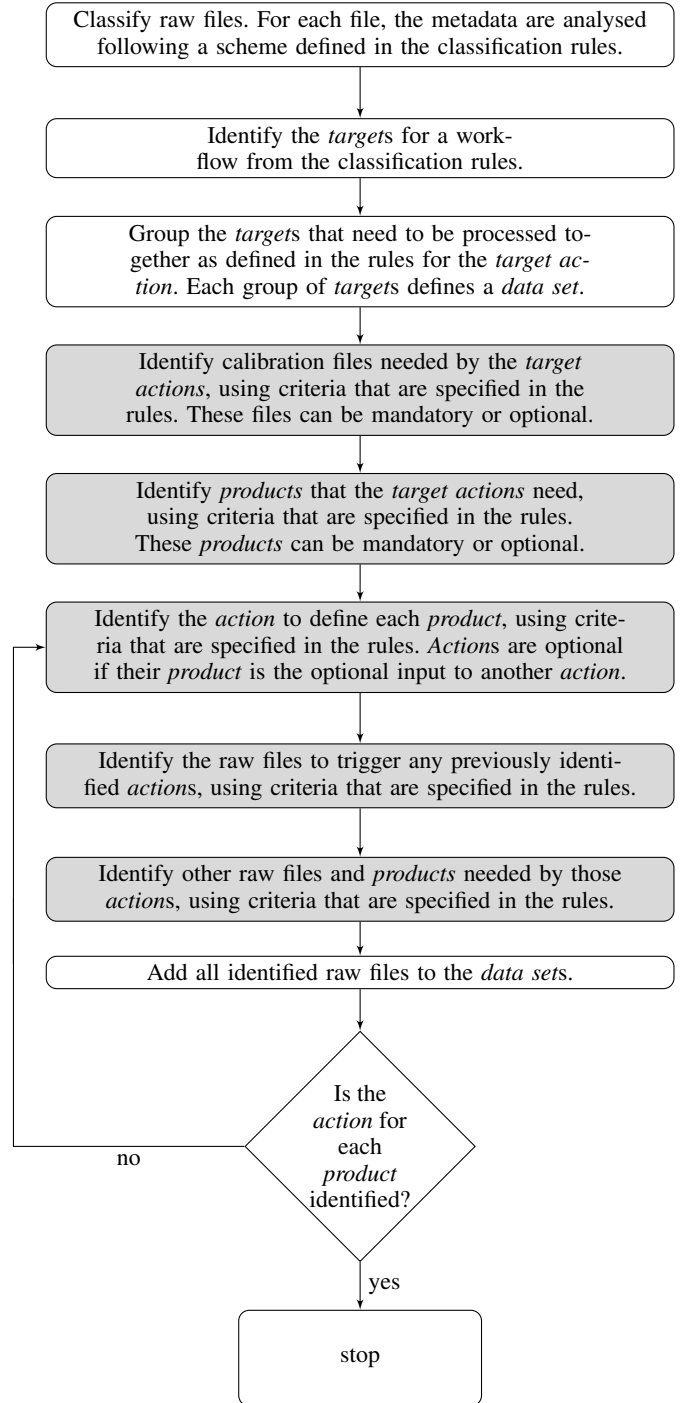 Classify raw files. For each file, the metadata are analysed
following a scheme defined in the classification rules.
Identify the targets for a work-
flow from the classification rules.
Group the targets that need to be processed to-
gether as defined in the rules for the target ac-
tion. Each group of targets defines a data set.
Identify calibration files needed by the target
actions, using criteria that are specified in the
rules. These files can be mandatory or optional.
Identify products that the target actions need,
using criteria that are specified in the rules.
These products can be mandatory or optional.
Identify the action to define each product, using crite-
ria that are specified in the rules. Actions are optional
if their product is the optional input to another action.
Identify the raw files to trigger any previously identi-
fied actions, using criteria that are specified in the rules.
Identify other raw files and products needed by those
actions, using criteria that are specified in the rules.
Add all identified raw files to the data sets.
Is the
action for
each
product
identified?
no
yes
stop